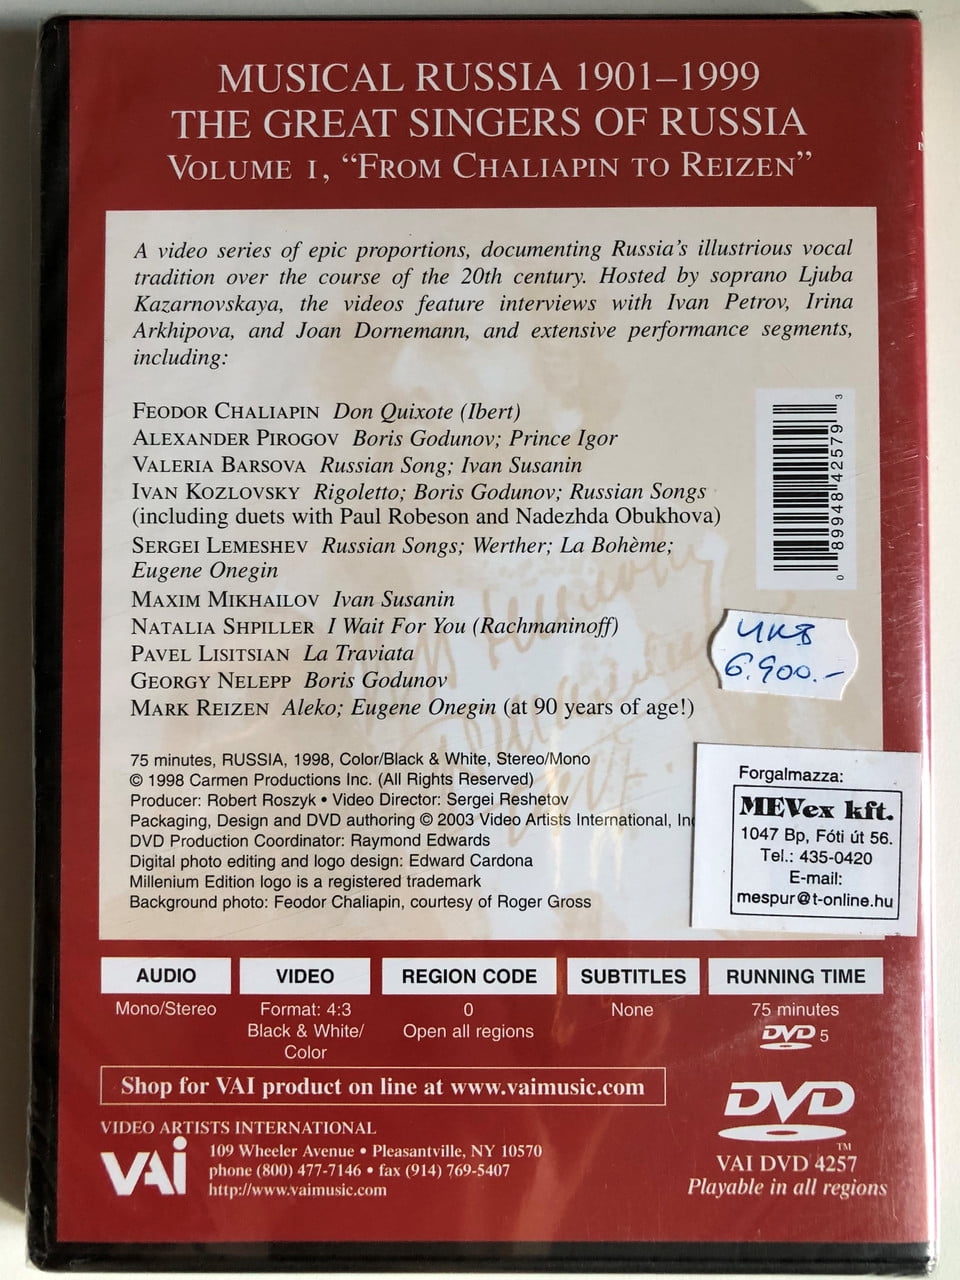 MUSICAL RUSSIA 1901–1999
THE GREAT SINGERS OF RUSSIA
VOLUME I, “FROM CHALIAPIN TO REIZEN”
A video series of epic proportions, documenting Russia’s illustrious vocal
tradition over the course of the 20th century. Hosted by soprano Ljuba
Kazarnovskaya, the videos feature interviews with Ivan Petrov, Irina
Arkhipova, and Joan Dornemann, and extensive performance segments,
including:
FEODOR CHALIAPIN Don Quixote (Ibert)
ALEXANDER PIROGOV Boris Godunov; Prince Igor
VALERIA BARSOVA Russian Song; Ivan Susanin
IVAN KOZLOVSKY Rigoletto; Boris Godunov; Russian Songs
(including duets with Paul Robeson and Nadezhda Obukhova)
SERGEI LEMESHEV Russian Songs; Werther; La Bohème;
Eugene Onegin
MAXIM MIKHAILOV Ivan Susanin
NATALIA SHPILLER I Wait For You (Rachmaninoff)
PAVEL LISITSIAN La Traviata
GEORGY NELEPP Boris Godunov
MARK REIZEN Aleko; Eugene Onegin (at 90 years of age!)
0 89948 42579 3
6.900.-
75 minutes, RUSSIA, 1998, Color/Black & White, Stereo/Mono
© 1998 Carmen Productions Inc. (All Rights Reserved)
Producer: Robert Roszyk • Video Director: Sergei Reshetov
Packaging, Design and DVD authoring © 2003 Video Artists International, Inc
DVD Production Coordinator: Raymond Edwards
Digital photo editing and logo design: Edward Cardona
Millenium Edition logo is a registered trademark
Background photo: Feodor Chaliapin, courtesy of Roger Gross
Forgalmazza:
MEVex kft.
1047 Bp, Fóti út 56.
Tel.: 435-0420
E-mail:
mespur@t-online.hu
AUDIO VIDEO REGION CODE SUBTITLES RUNNING TIME
Mono/Stereo Format: 4:3 0 None 75 minutes
Black & White/ Open all regions DVD 5
Color
Shop for VAI product on line at www.vaimusic.com
VIDEO ARTISTS INTERNATIONAL
VAI
109 Wheeler Avenue • Pleasantville, NY 10570
phone (800) 477-7146 • fax (914) 769-5407
http://www.vaimusic.com
DVD
TM
VAI DVD 4257
Playable in all regions